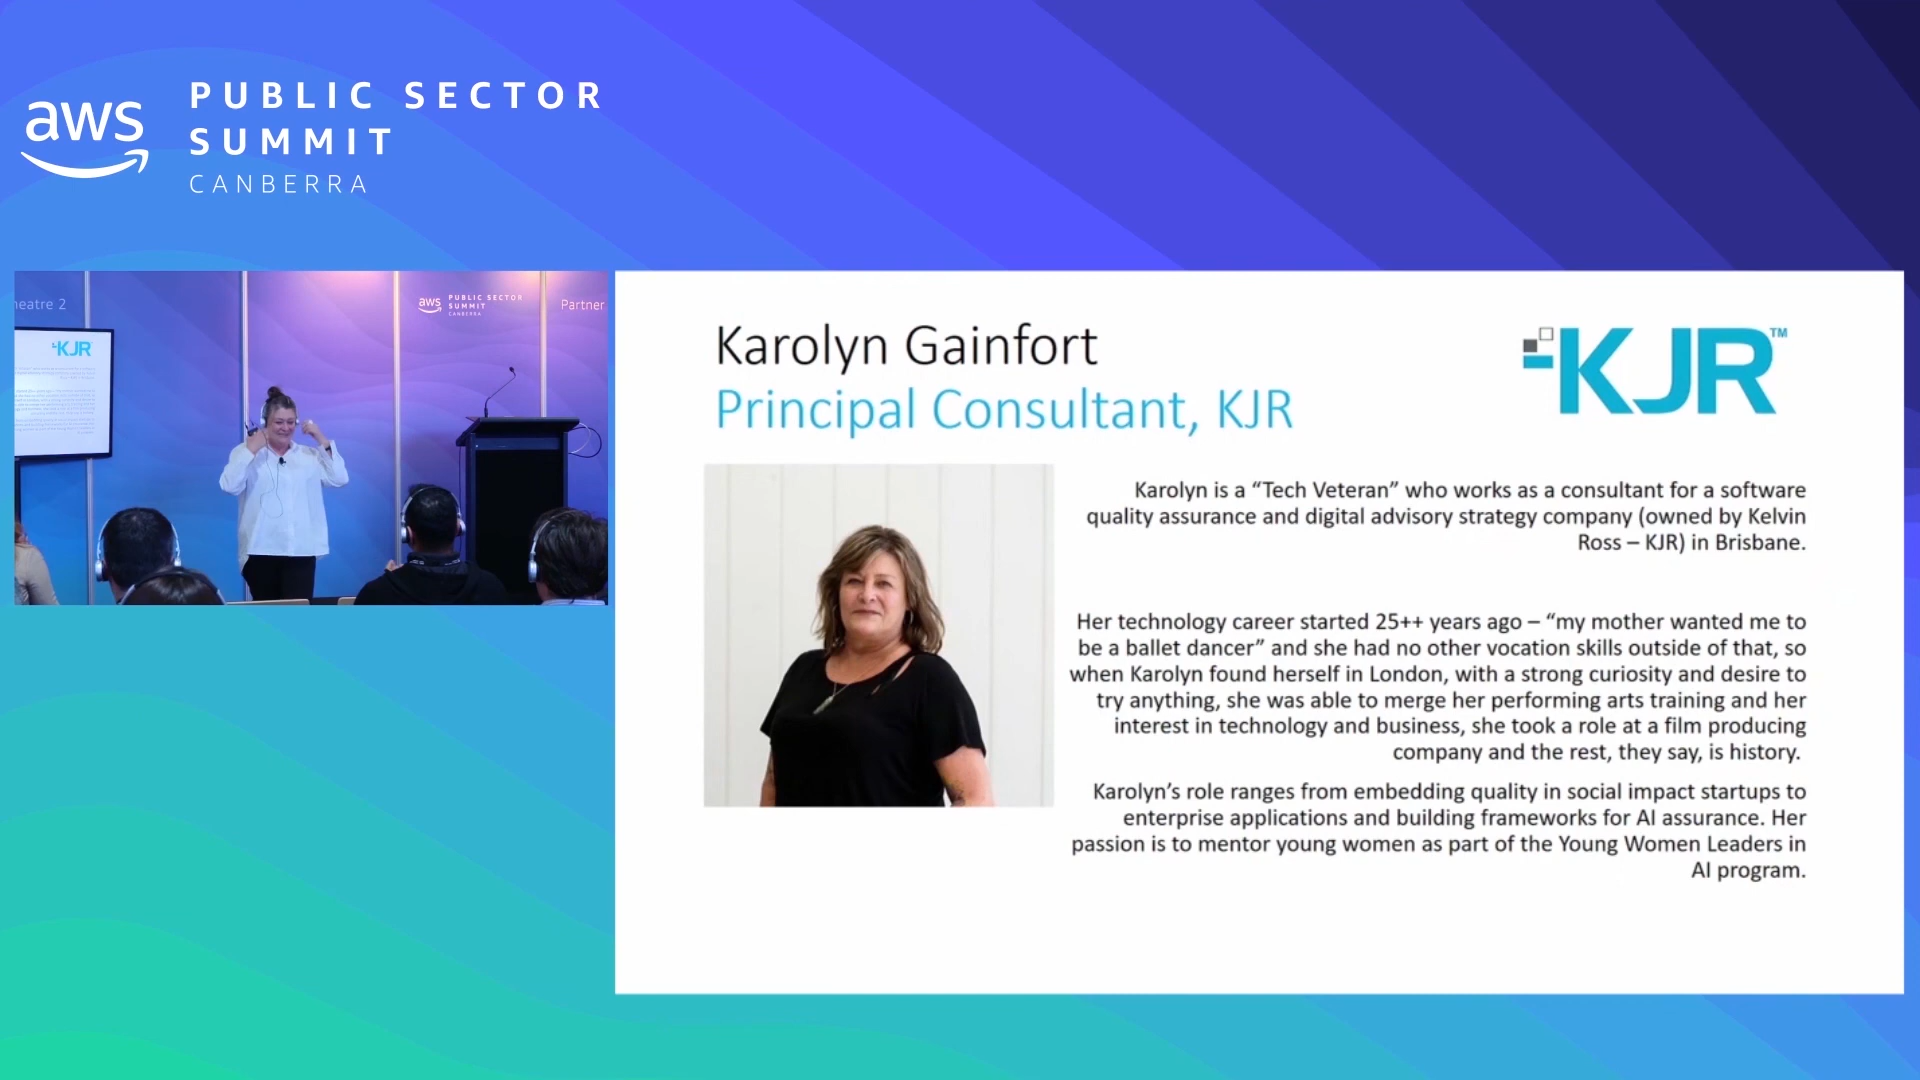 aws
PUBLIC SECTOR
SUMMIT
CANBERRA
eatre 2
aws
PUBLIC SECTOR
SUMMIT
CANBERRA
Partner
KJR
Karolyn Gainfort
Principal Consultant, KJR
KJR™
Karolyn is a “Tech Veteran” who works as a consultant for a software
quality assurance and digital advisory strategy company (owned by Kelvin
Ross – KJR) in Brisbane.
Her technology career started 25++ years ago – “my mother wanted me to
be a ballet dancer” and she had no other vocation skills outside of that, so
when Karolyn found herself in London, with a strong curiosity and desire to
try anything, she was able to merge her performing arts training and her
interest in technology and business, she took a role at a film producing
company and the rest, they say, is history.
Karolyn’s role ranges from embedding quality in social impact startups to
enterprise applications and building frameworks for AI assurance. Her
passion is to mentor young women as part of the Young Women Leaders in
AI program.